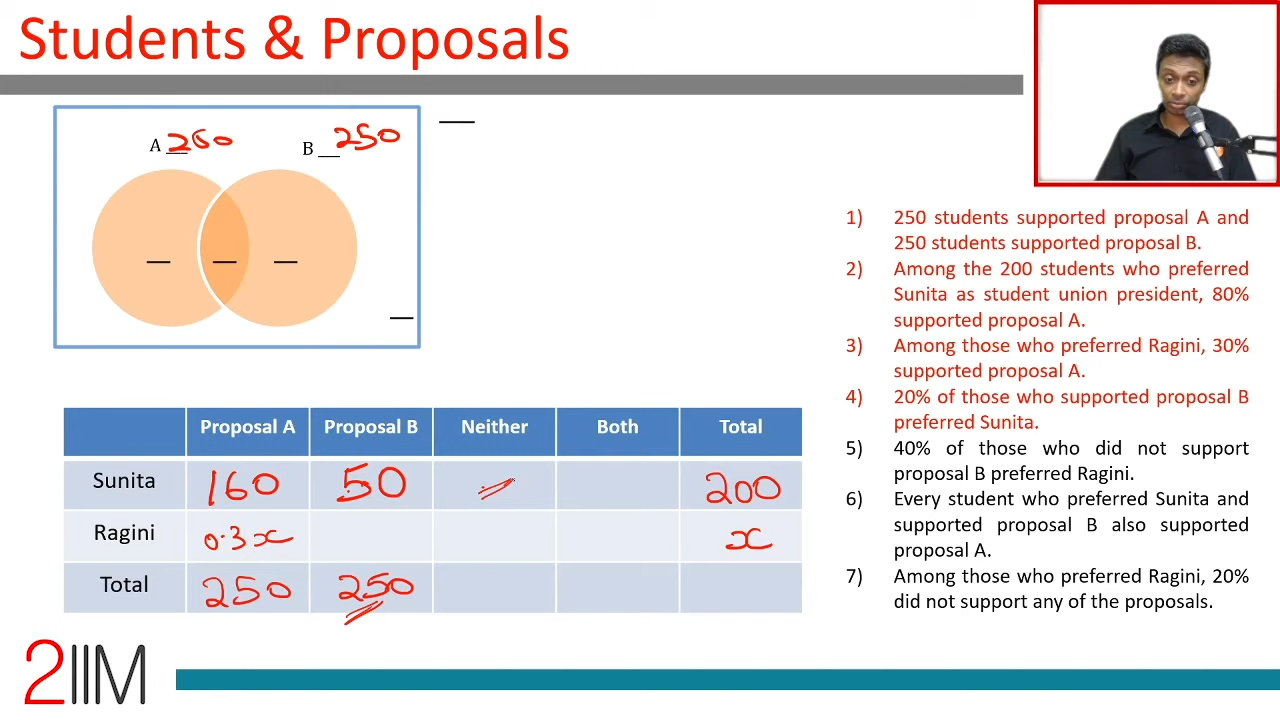 Students & Proposals
A 250
B 250
Proposal A Proposal B Neither Both Total
Sunita 160 50 200
Ragini 0.3x x
Total 250 250
1) 250 students supported proposal A and
250 students supported proposal B.
2) Among the 200 students who preferred
Sunita as student union president, 80%
supported proposal A.
3) Among those who preferred Ragini, 30%
supported proposal A.
4) 20% of those who supported proposal B
preferred Sunita.
5) 40% of those who did not support
proposal B preferred Ragini.
6) Every student who preferred Sunita and
supported proposal B also supported
proposal A.
7) Among those who preferred Ragini, 20%
did not support any of the proposals.
2IIM